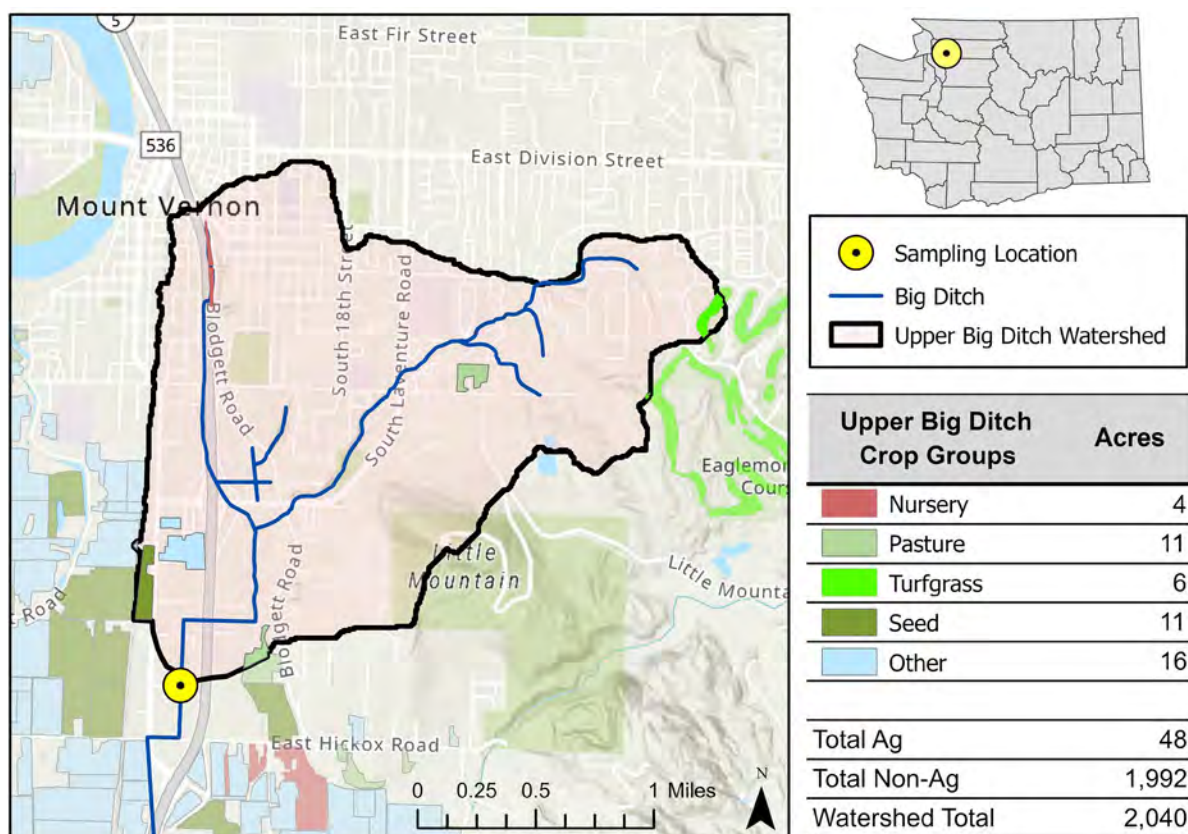 5
East Fir Street
536
East Division Street
Mount Vernon
South 18th Street
South Laventure Road
Blodgett Road
Eaglemon
Cours
Little
Mountain
Little Mounta
t Road
Blodgett Road
East Hickox Road
0 0.25 0.5 1 Miles
N
Sampling Location
Big Ditch
Upper Big Ditch Watershed
Upper Big Ditch
Crop Groups
Acres
Nursery 4
Pasture 11
Turfgrass 6
Seed 11
Other 16
Total Ag 48
Total Non-Ag 1,992
Watershed Total 2,040